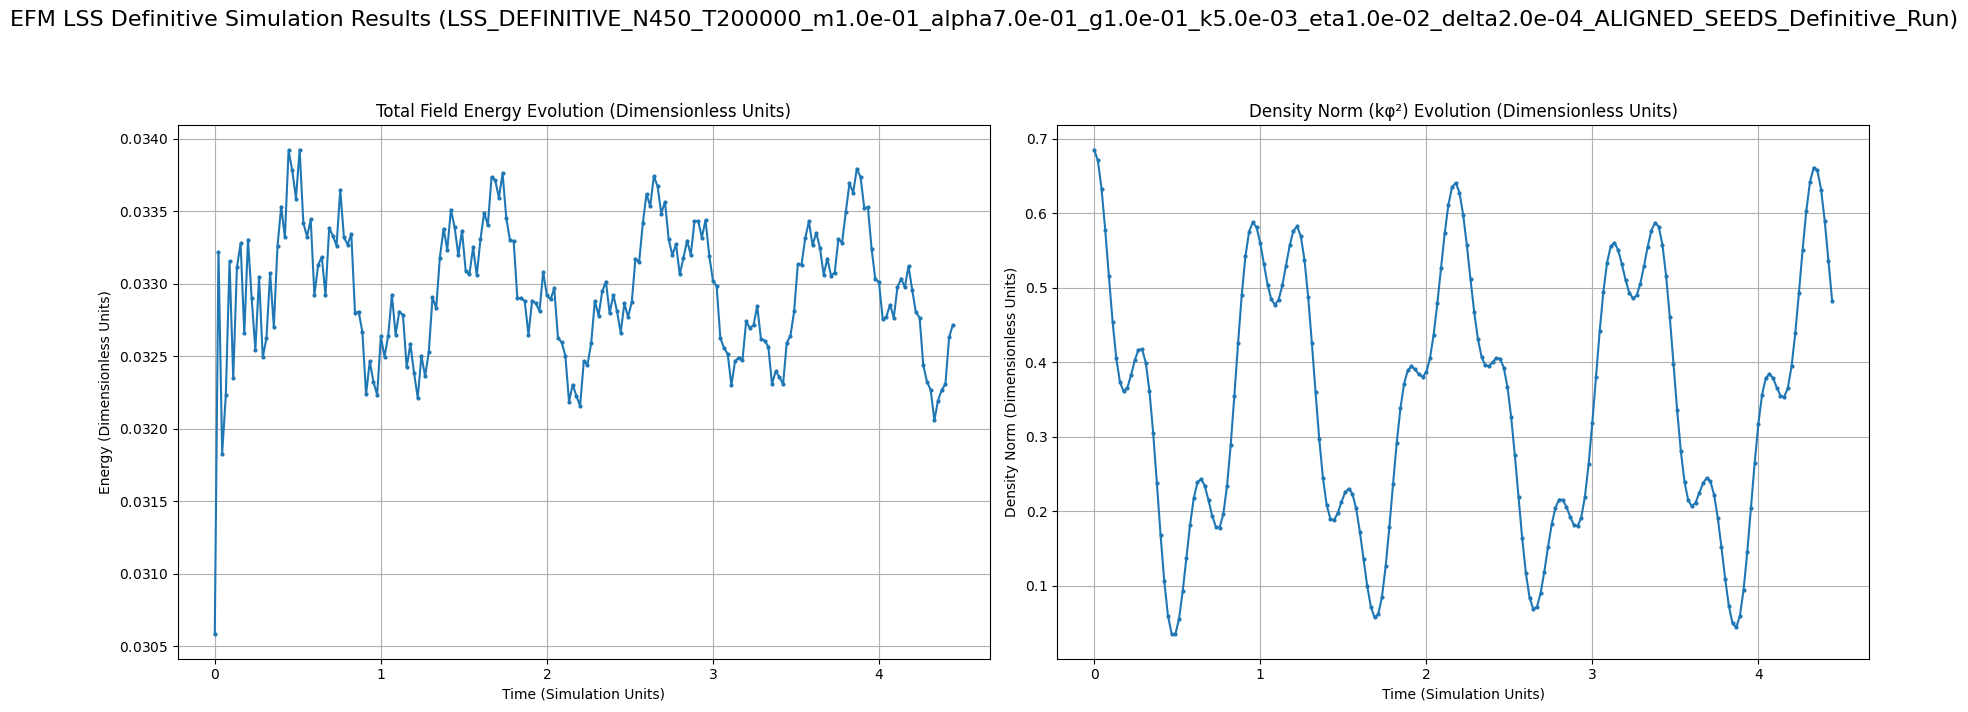 EFM LSS Definitive Simulation Results (LSS_DEFINITIVE_N450_T200000_m1.0e-01_alpha7.0e-01_g1.0e-01_k5.0e-03_eta1.0e-02_delta2.0e-04_ALIGNED_SEEDS_Definitive_Run)
Total Field Energy Evolution (Dimensionless Units)
Energy (Dimensionless Units)
0.0340
0.0335
0.0330
0.0325
0.0320
0.0315
0.0310
0.0305
0 1 2 3 4
Time (Simulation Units)
Density Norm (kφ²) Evolution (Dimensionless Units)
Density Norm (Dimensionless Units)
0.7
0.6
0.5
0.4
0.3
0.2
0.1
0 1 2 3 4
Time (Simulation Units)